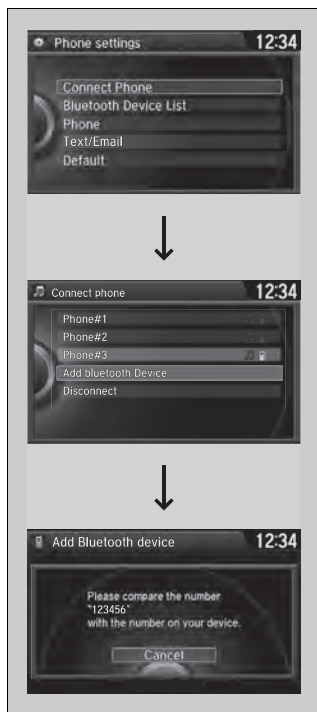 Phone settings 12:34
Connect Phone
Bluetooth Device List
Phone
Text/Email
Default
Connect phone 12:34
Phone#1
Phone#2
Phone#3
Add bluetooth Device
Disconnect
Add Bluetooth device 12:34
Please compare the number
"123456"
with the number on your device.
Cancel